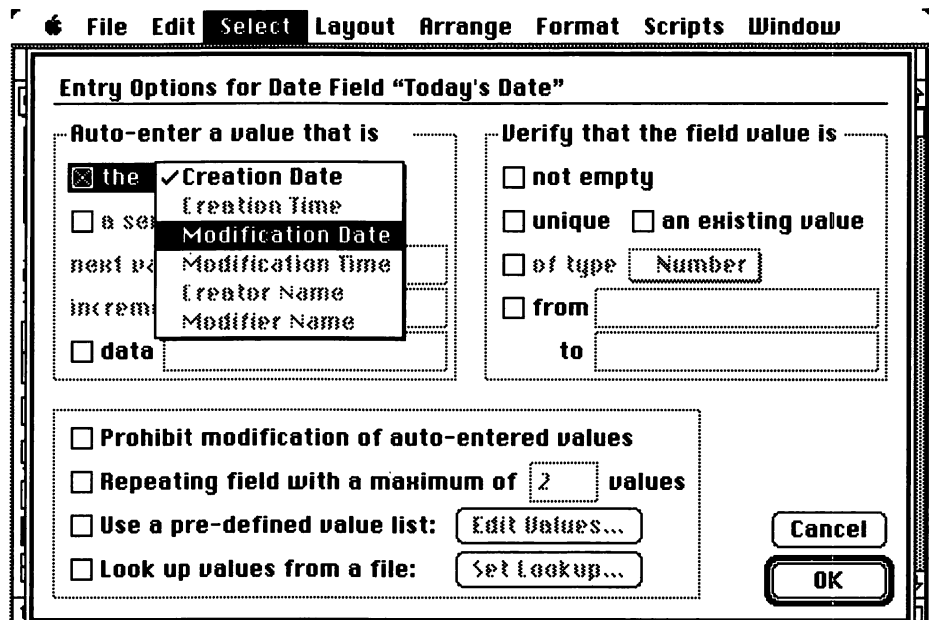 File Edit Select Layout Arrange Format Scripts Window
Entry Options for Date Field “Today's Date”
Auto-enter a value that is
the ✓Creation Date
Creation Time
a se
Modification Date
next va Modification Time
Creator Name
increm
Modifier Name
data
Verify that the field value is
not empty
unique an existing value
of type Number
from
to
Prohibit modification of auto-entered values
Repeating field with a maximum of 2 values
Use a pre-defined value list: Edit Values...
Look up values from a file: Set Lookup...
Cancel
OK